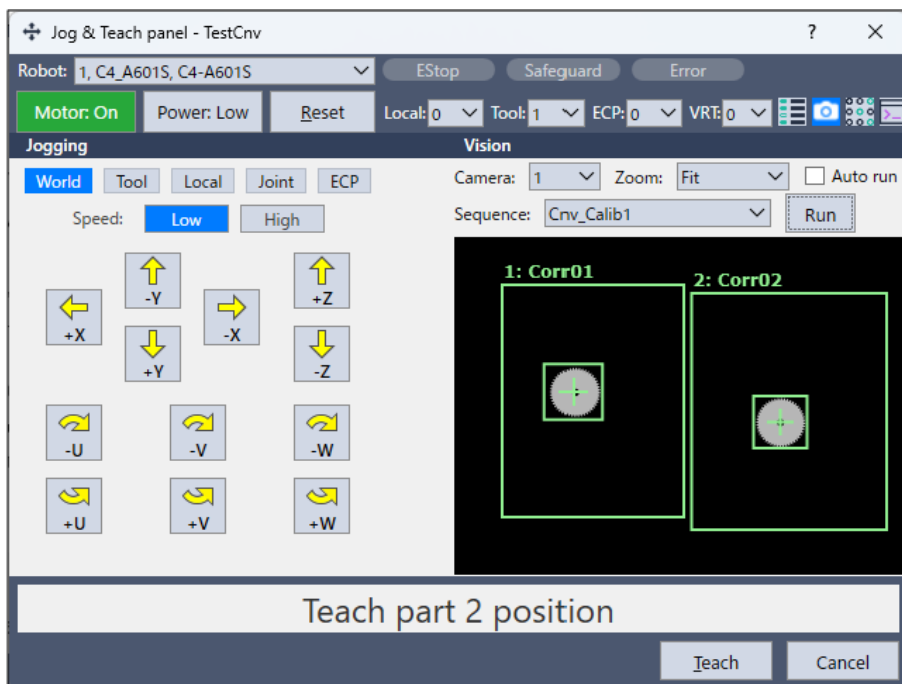 Jog & Teach panel - TestCnv ? ×
Robot: 1, C4_A601S, C4-A601S EStop Safeguard Error
Motor: On Power: Low Reset Local: 0 Tool: 1 ECP: 0 VRT: 0
Jogging Vision
World Tool Local Joint ECP Camera: 1 Zoom: Fit Auto run
Speed: Low High Sequence: Cnv_Calib1 Run
1: Corr01
2: Corr02
-Y +Z
+X -X
+Y -Z
-U -V -W
+U +V +W
Teach part 2 position
Teach Cancel